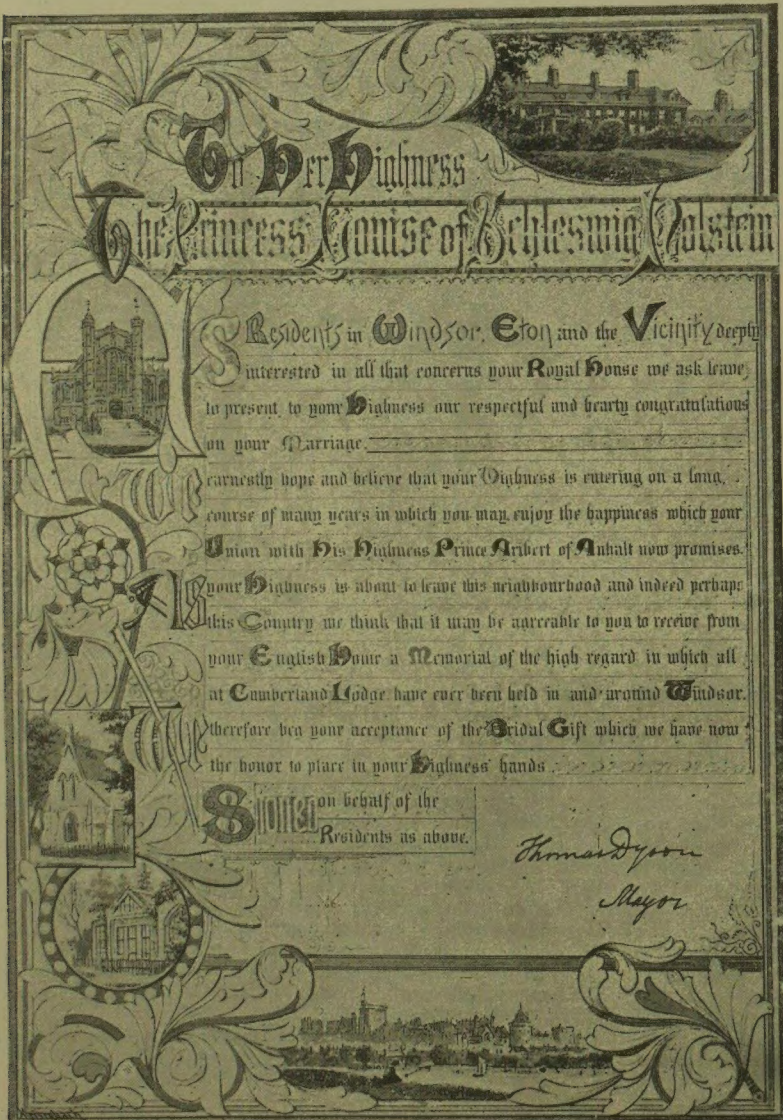 To Her Highness
The Princess Louise of Schleswig Holstein
AS Residents in Windsor, Eton and the Vicinity deeply
interested in all that concerns your Royal House we ask leave
to present to your Highness our respectful and hearty congratulations
on your Marriage.
We earnestly hope and believe that your Highness is entering on a long,
course of many years in which you may enjoy the happiness which your
Union with His Highness Prince Aribert of Anhalt now promises.
As your Highness is about to leave this neighbourhood and indeed perhaps
this Country we think that it may be agreeable to you to receive from
your English Home a Memorial of the high regard in which all
at Cumberland Lodge have ever been held in and around Windsor.
We therefore beg your acceptance of the Bridal Gift which we have now
the honor to place in your Highness' hands
Signed on behalf of the
Residents as above.
Thomas Dyson
Mayor